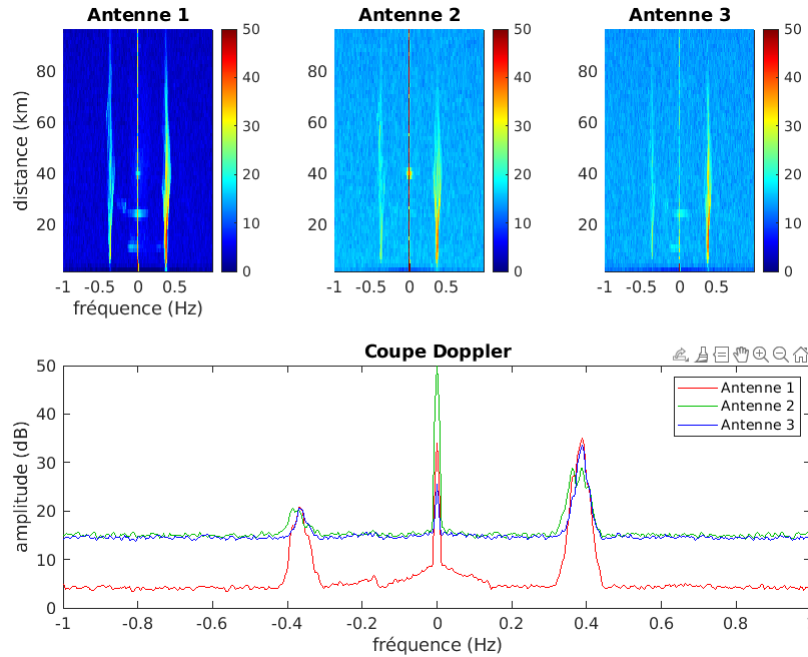 Antenne 1 Antenne 2 Antenne 3
50 50 50
80 40 80 40 80 40
distance (km)
60 30 60 30 60 30
40 20 40 20 40 20
20 10 20 10 20 10
0 0 0
-1 -0.5 0 0.5 -1 -0.5 0 0.5 -1 -0.5 0 0.5
fréquence (Hz)
Coupe Doppler
50
Antenne 1
Antenne 2
Antenne 3
40
30
amplitude (dB)
20
10
0
-1 -0.8 -0.6 -0.4 -0.2 0 0.2 0.4 0.6 0.8 1
fréquence (Hz)